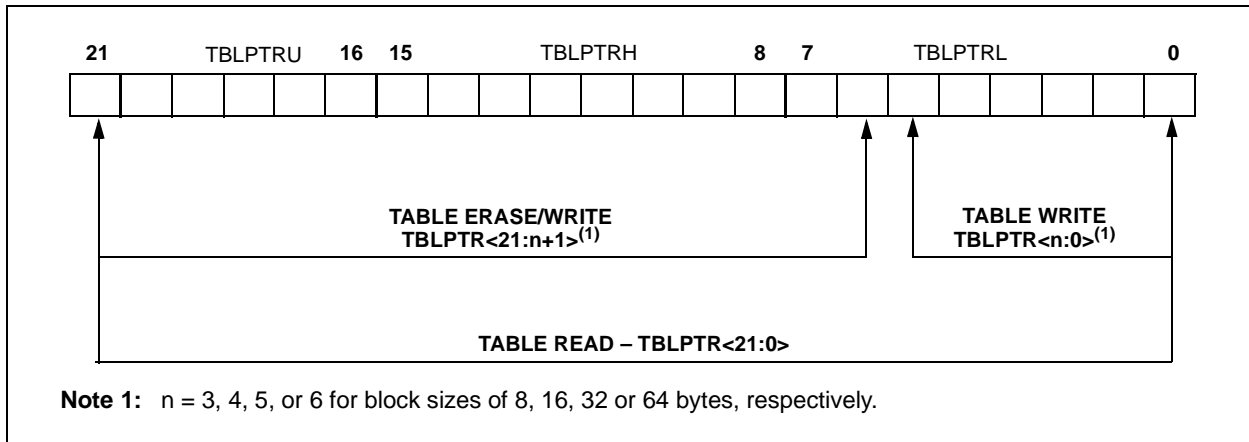 21 TBLPTRU 16 15 TBLPTRH 8 7 TBLPTRL 0
TABLE ERASE/WRITE TABLE WRITE
TBLPTR<21:n+1>(1) TBLPTR<n:0>(1)
TABLE READ – TBLPTR<21:0>
Note 1: n = 3, 4, 5, or 6 for block sizes of 8, 16, 32 or 64 bytes, respectively.